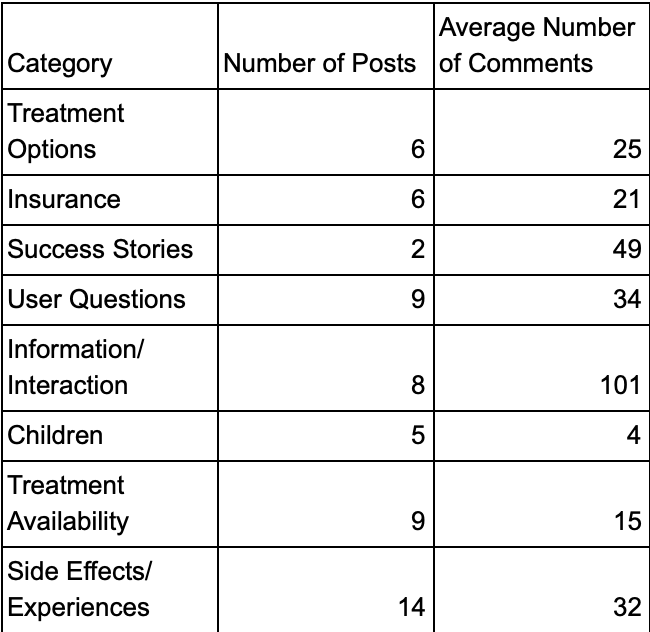 Category Number of Posts Average Number of Comments
Treatment Options 6 25
Insurance 6 21
Success Stories 2 49
User Questions 9 34
Information/ Interaction 8 101
Children 5 4
Treatment Availability 9 15
Side Effects/ Experiences 14 32